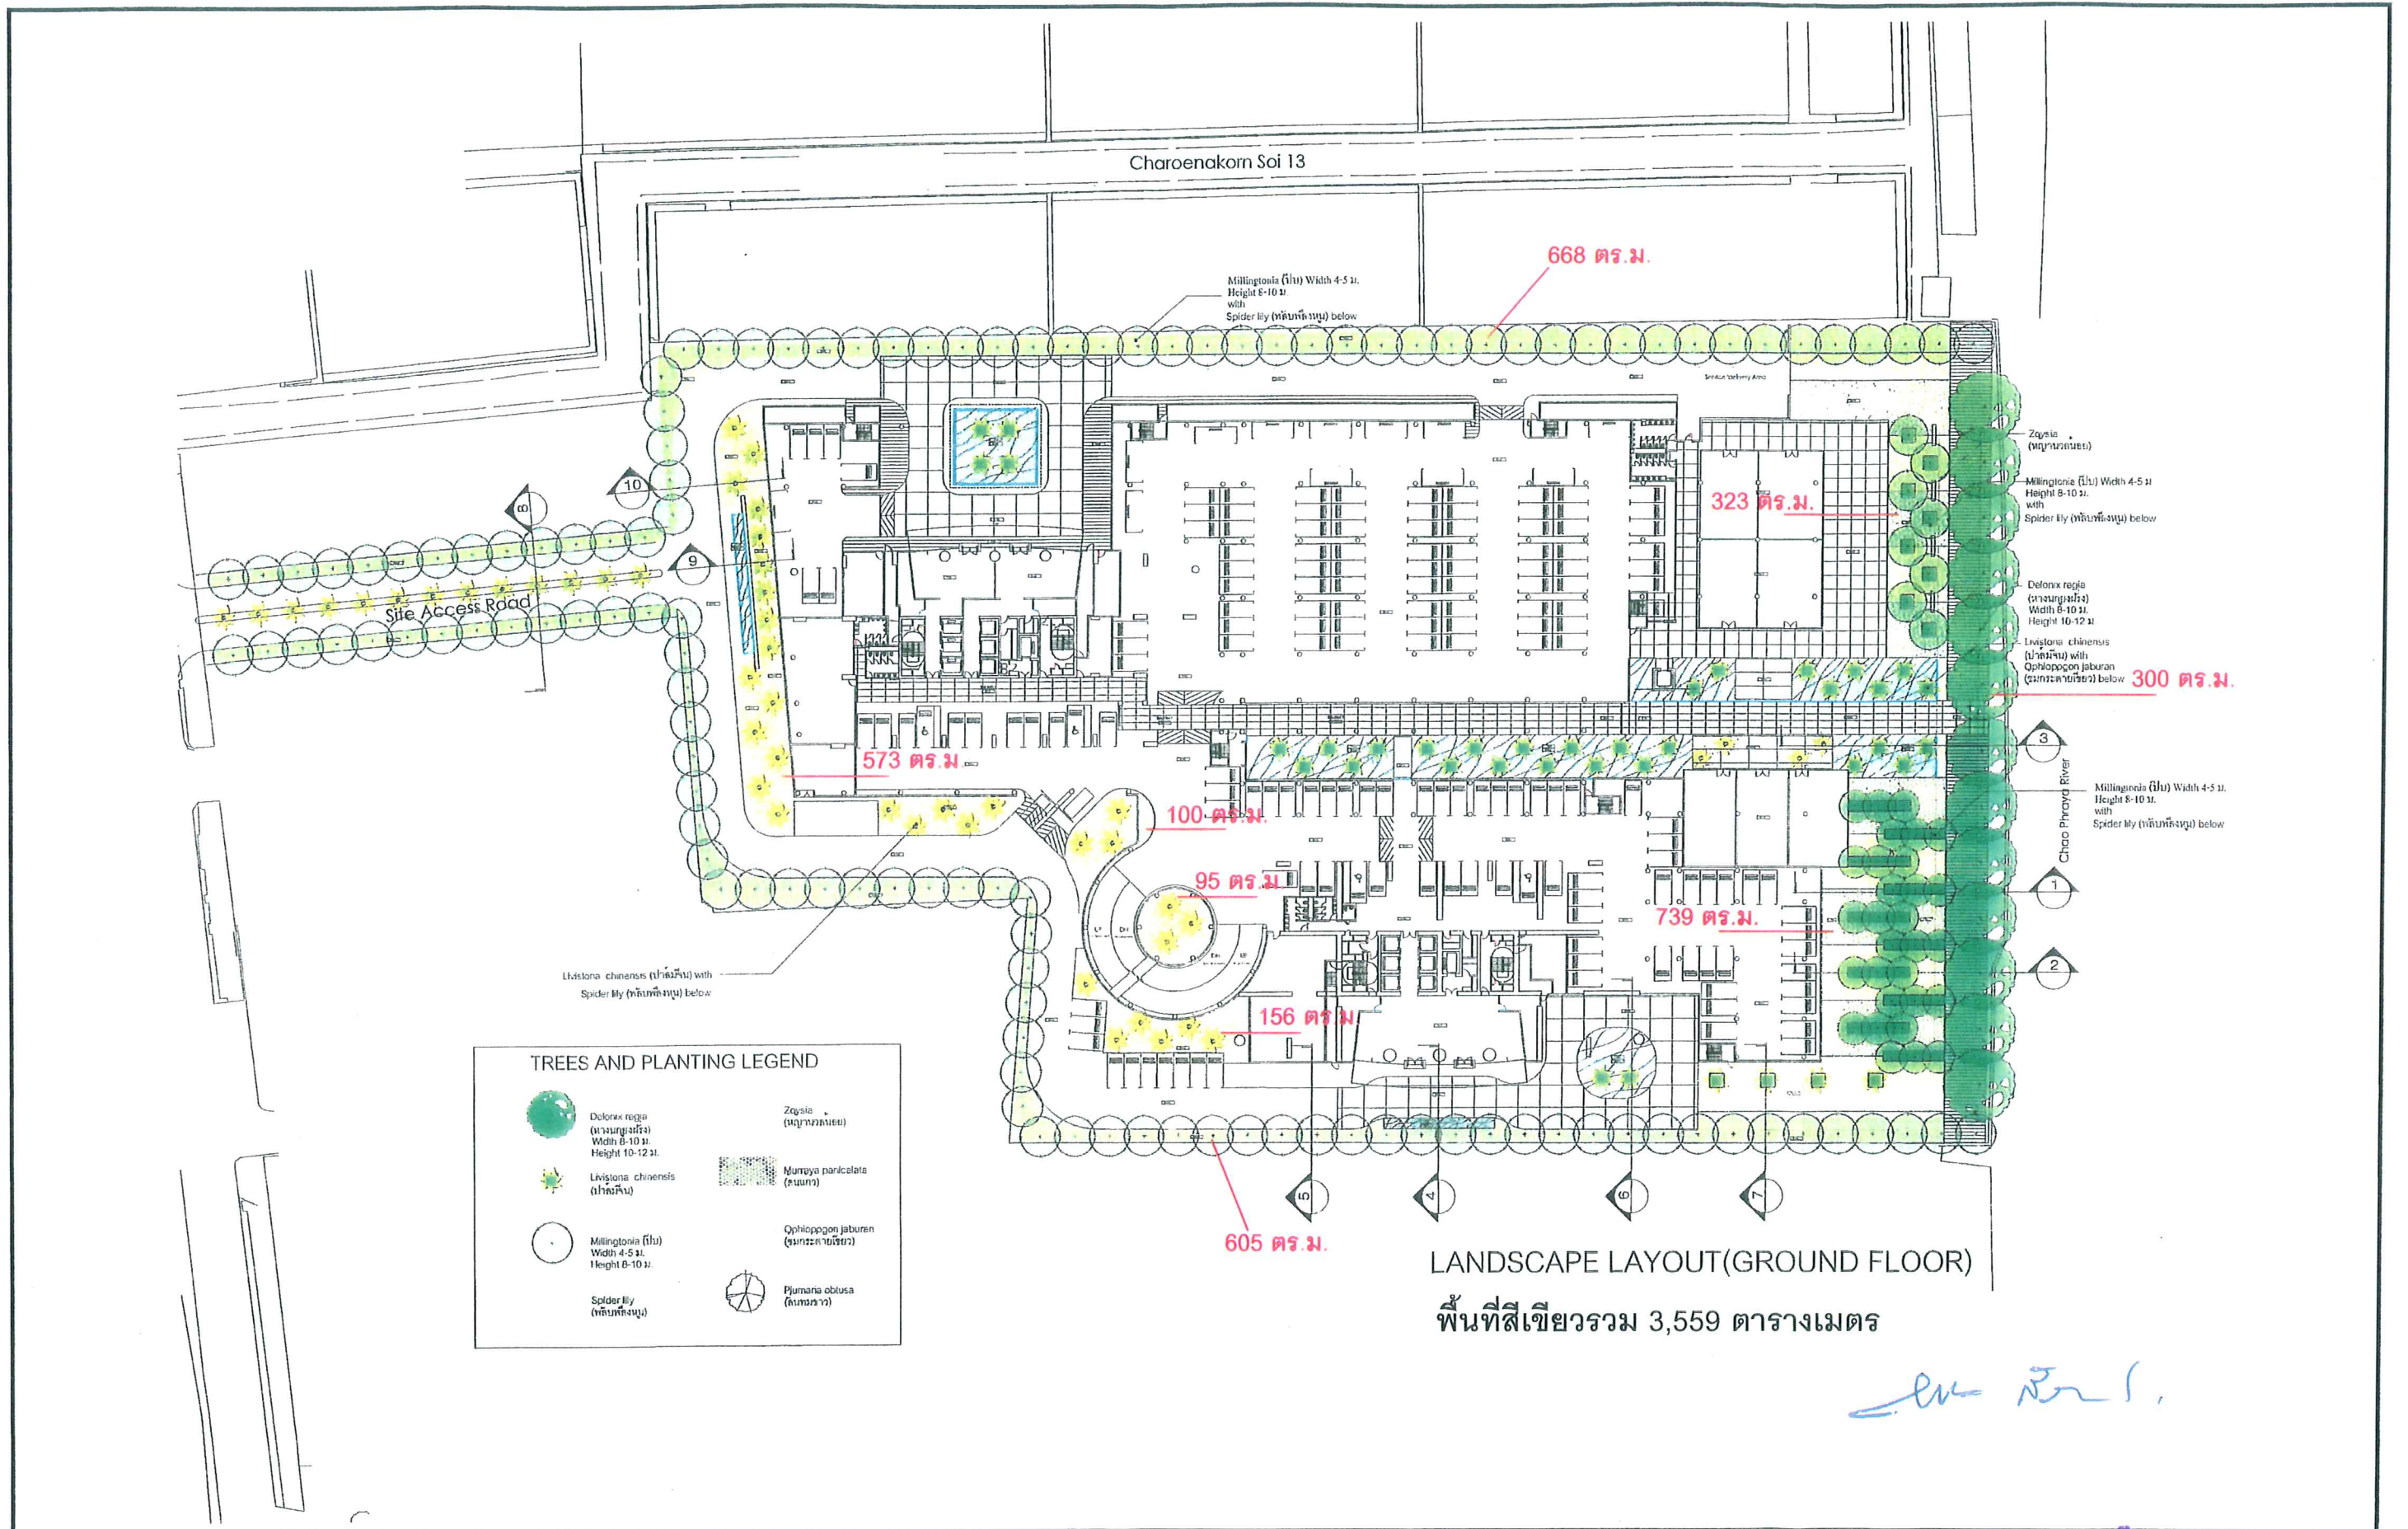 Charoenakorn Soi 13
668 ตร.ม.
Millingtonia (ปีบ) Width 4-5 ม.
Height 8-10 ม.
with
Spider lily (พลับพลึงหนู) below
Service/Delivery Area
Zoysia
(หญ้านวลน้อย)
10
8
323 ตร.ม.
Millingtonia (ปีบ) Width 4-5 ม
Height 8-10 ม.
with
Spider lily (พลับพลึงหนู) below
9
Site Access Road
Delonix regia
(หางนกยูงฝรั่ง)
Width 8-10 ม.
Height 10-12 ม
Livistona chinensis
(ปาล์มจีน) with
Ophioppgon jaburan
(ซุ้มกระต่ายเขียว) below
300 ตร.ม.
3
573 ตร.ม.
Chao Phraya River
Millingtonia (ปีบ) Width 4-5 ม.
Height 8-10 ม.
with
Spider lily (พลับพลึงหนู) below
100 ตร.ม.
95 ตร.ม
1
739 ตร.ม.
2
Livistona chinensis (ปาล์มจีน) with
Spider lily (พลับพลึงหนู) below
156 ตร.ม
TREES AND PLANTING LEGEND
Delonix regia
(หางนกยูงฝรั่ง)
Width 8-10 ม.
Height 10-12 ม.
Zoysia
(หญ้านวลน้อย)
Livistona chinensis
(ปาล์มจีน)
Murraya paniculata
(ต้นแก้ว)
Millingtonia (ปีบ)
Width 4-5 ม.
Height 8-10 ม.
Ophioppgon jaburan
(ซุ้มกระต่ายเขียว)
Spider lily
(พลับพลึงหนู)
Plumaria obtusa
(ลั่นทมขาว)
5
4
6
7
605 ตร.ม.
LANDSCAPE LAYOUT(GROUND FLOOR)
พื้นที่สีเขียวรวม 3,559 ตารางเมตร